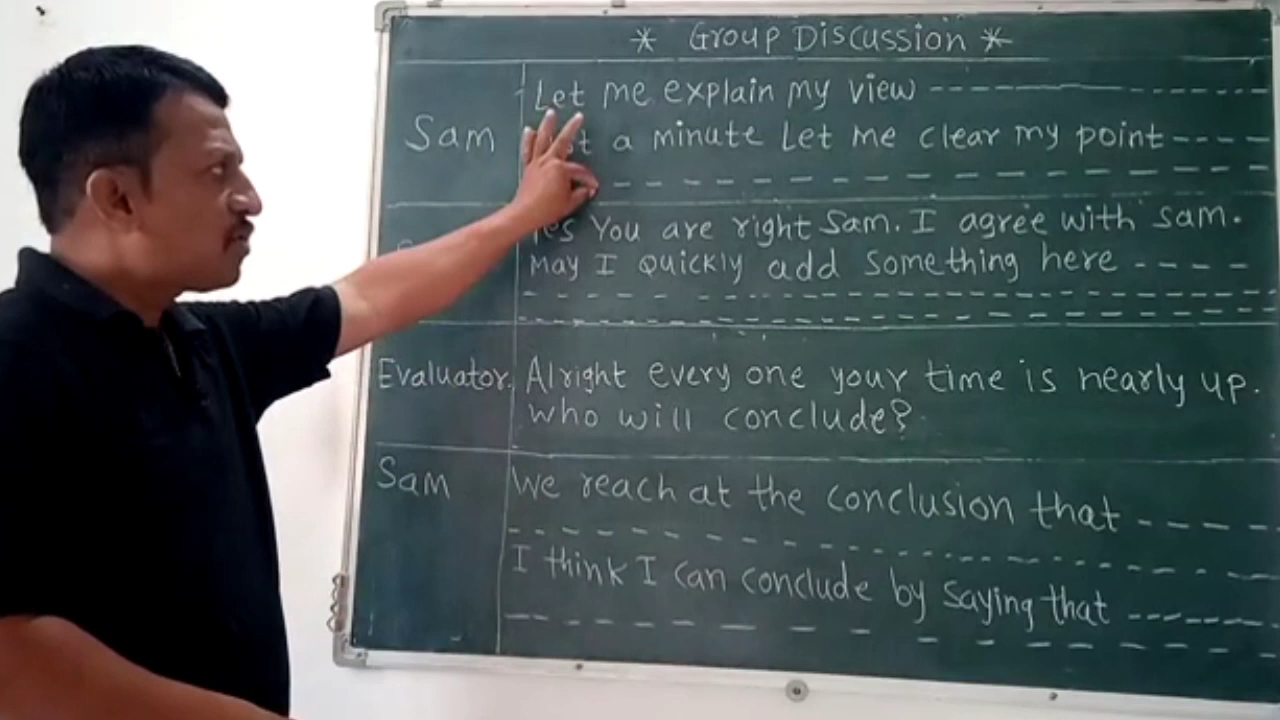 * Group Discussion *
Let me explain my view ----------
Sam
a minute Let me clear my point ----
Yes You are right Sam. I agree with Sam.
May I quickly add something here ----
Evaluator.
Alright every one your time is nearly up.
who will conclude?
Sam
We reach at the conclusion that ----
I think I can conclude by saying that ------